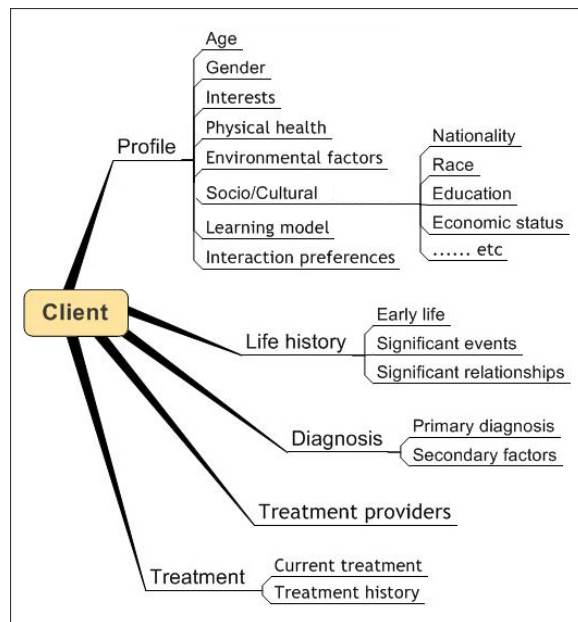 Client
Profile
Age
Gender
Interests
Physical health
Environmental factors
Socio/Cultural
Nationality
Race
Education
Economic status
...... etc
Learning model
Interaction preferences
Life history
Early life
Significant events
Significant relationships
Diagnosis
Primary diagnosis
Secondary factors
Treatment providers
Treatment
Current treatment
Treatment history